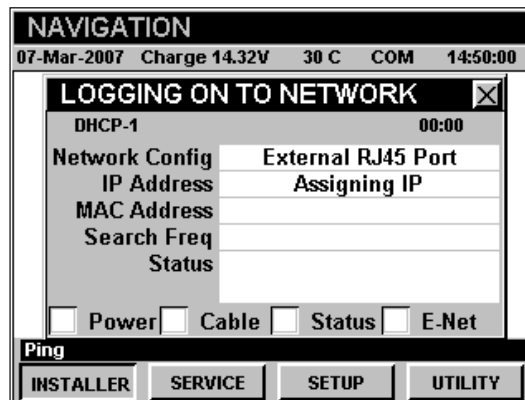 NAVIGATION
07-Mar-2007 Charge 14.32V 30 C COM 14:50:00
LOGGING ON TO NETWORK
DHCP-1 00:00
Network Config External RJ45 Port
IP Address Assigning IP
MAC Address
Search Freq
Status
Power Cable Status E-Net
Ping
INSTALLER SERVICE SETUP UTILITY